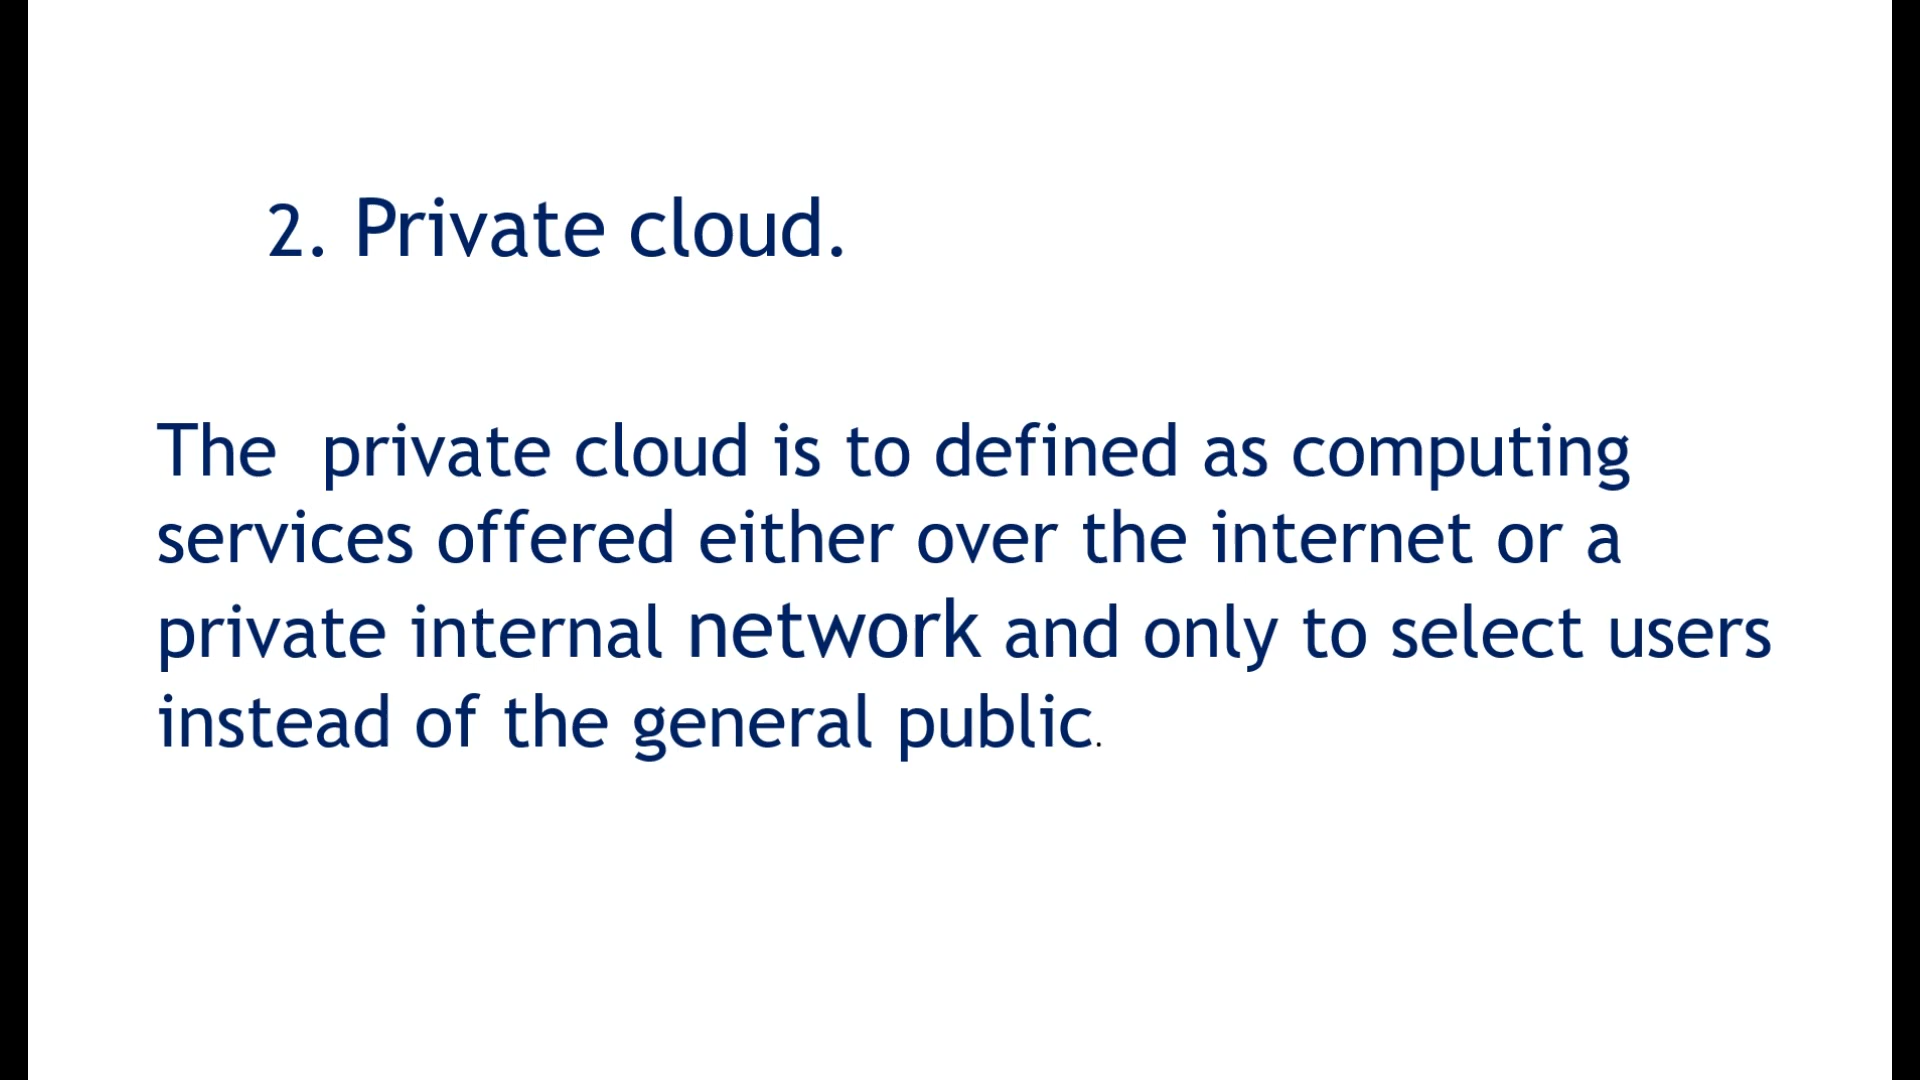 2. Private cloud.
The  private cloud is to defined as computing
services offered either over the internet or a
private internal network and only to select users
instead of the general public.